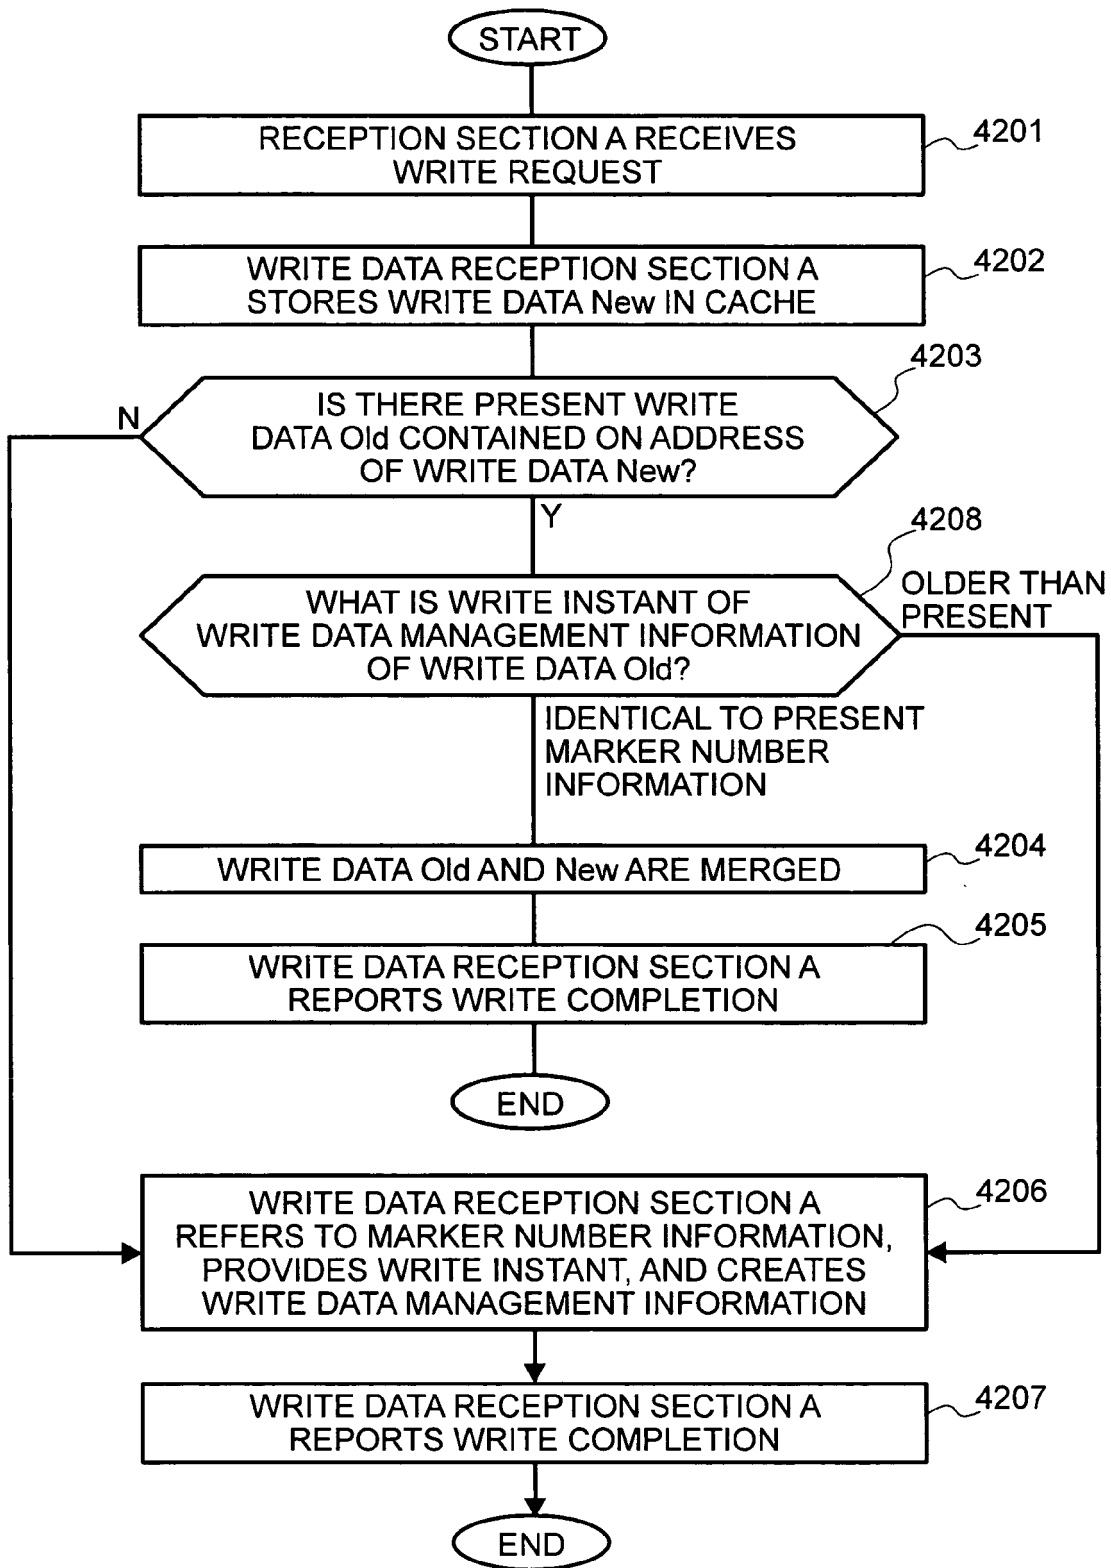 START
RECEPTION SECTION A RECEIVES
WRITE REQUEST
4201
WRITE DATA RECEPTION SECTION A
STORES WRITE DATA New IN CACHE
4202
4203
N
IS THERE PRESENT WRITE
DATA Old CONTAINED ON ADDRESS
OF WRITE DATA New?
Y
4208
OLDER THAN
PRESENT
WHAT IS WRITE INSTANT OF
WRITE DATA MANAGEMENT INFORMATION
OF WRITE DATA Old?
IDENTICAL TO PRESENT
MARKER NUMBER
INFORMATION
WRITE DATA Old AND New ARE MERGED
4204
4205
WRITE DATA RECEPTION SECTION A
REPORTS WRITE COMPLETION
END
WRITE DATA RECEPTION SECTION A
REFERS TO MARKER NUMBER INFORMATION,
PROVIDES WRITE INSTANT, AND CREATES
WRITE DATA MANAGEMENT INFORMATION
4206
WRITE DATA RECEPTION SECTION A
REPORTS WRITE COMPLETION
4207
END